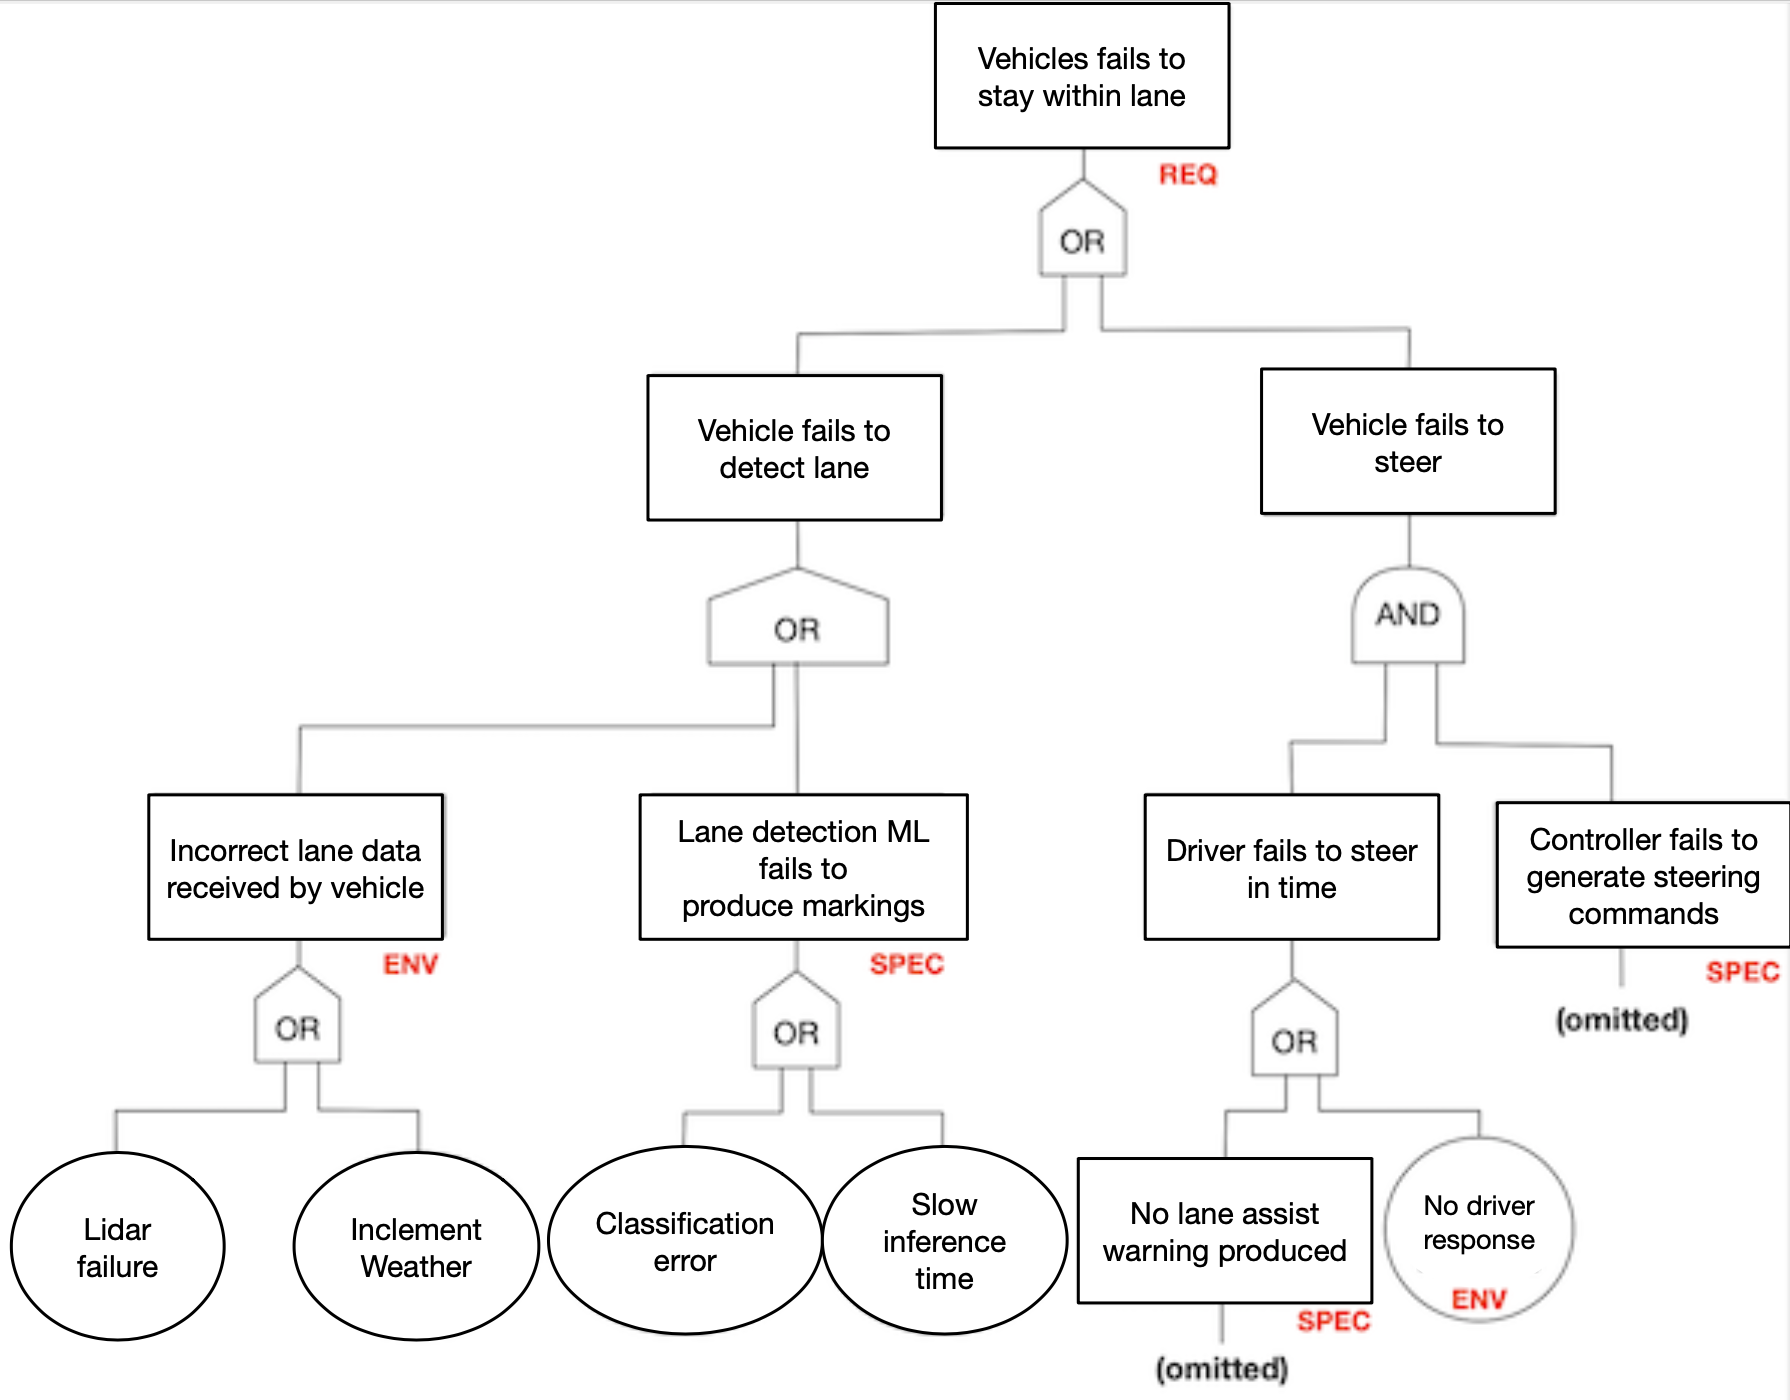 Vehicles fails to
stay within lane
REQ
OR
Vehicle fails to
detect lane
Vehicle fails to
steer
OR
AND
Incorrect lane data
received by vehicle
ENV
Lane detection ML
fails to
produce markings
SPEC
Driver fails to steer
in time
Controller fails to
generate steering
commands
SPEC
(omitted)
OR
OR
OR
Lidar
failure
Inclement
Weather
Classification
error
Slow
inference
time
No lane assist
warning produced
SPEC
(omitted)
No driver
response
ENV